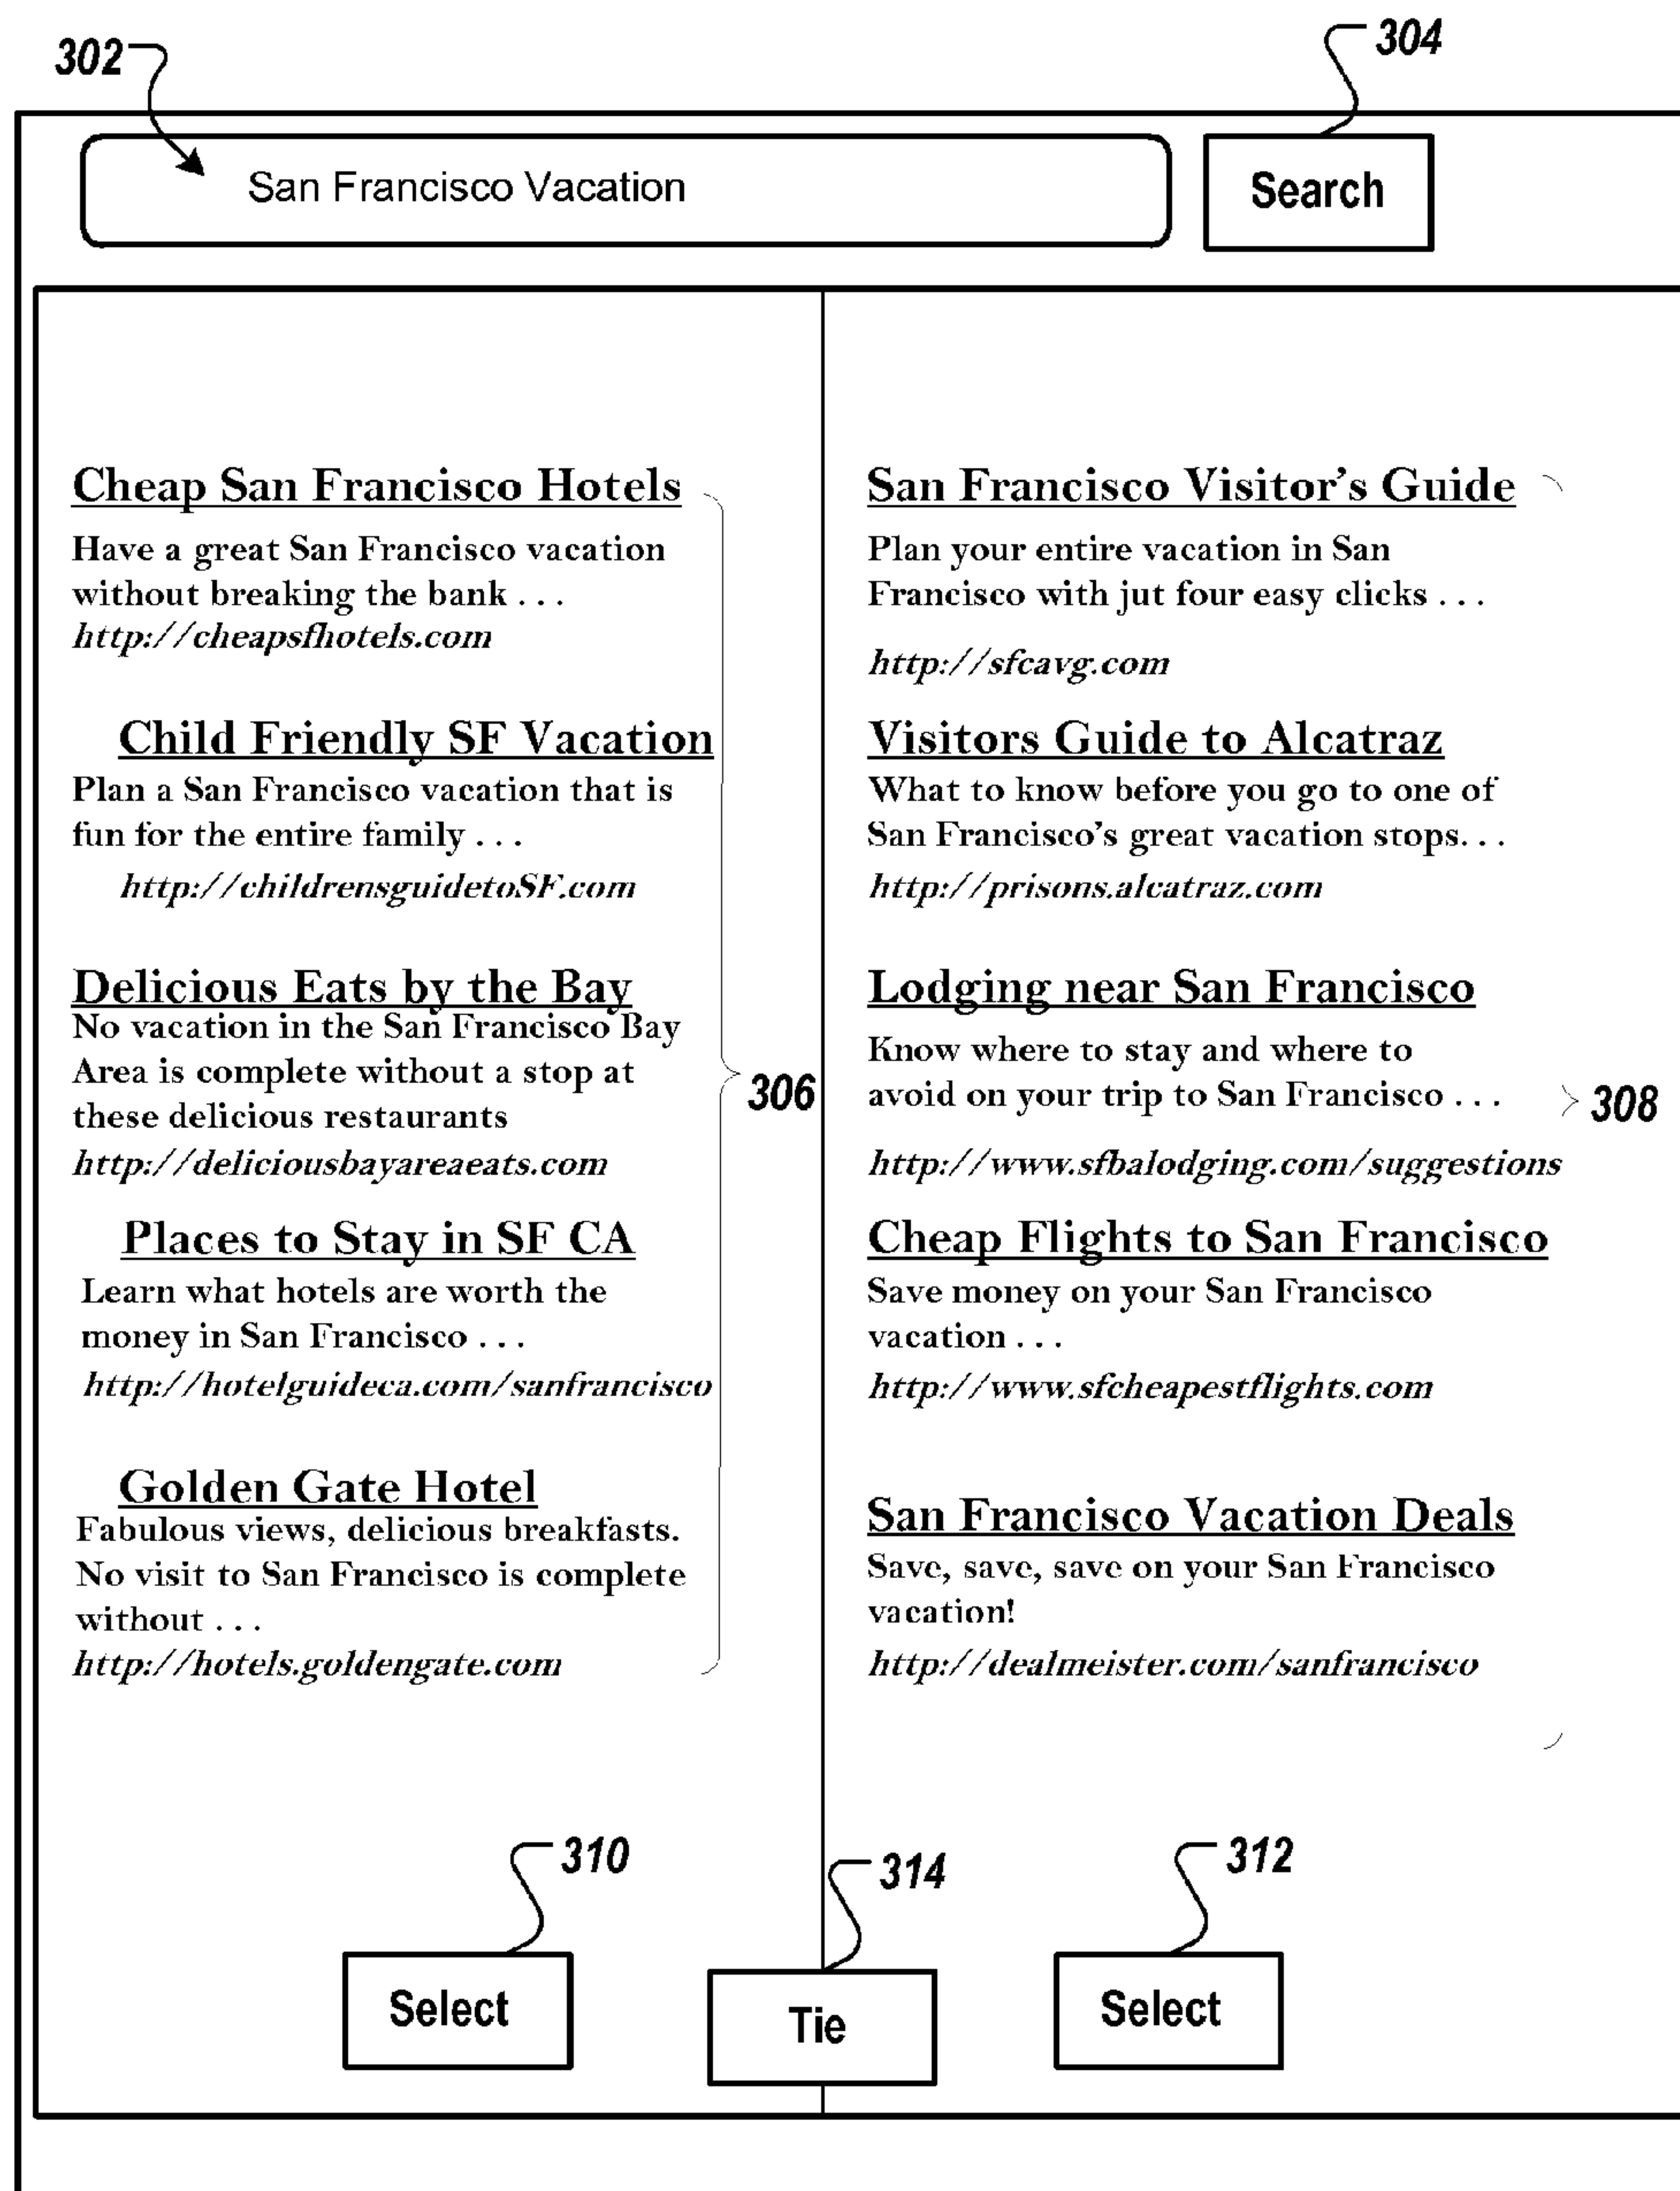 302
304
San Francisco Vacation
Search
Cheap San Francisco Hotels
Have a great San Francisco vacation
without breaking the bank . . .
http://cheapsfhotels.com
Child Friendly SF Vacation
Plan a San Francisco vacation that is
fun for the entire family . . .
http://childrensguidetoSF.com
Delicious Eats by the Bay
No vacation in the San Francisco Bay
Area is complete without a stop at
these delicious restaurants
http://deliciousbayareaeats.com
Places to Stay in SF CA
Learn what hotels are worth the
money in San Francisco . . .
http://hotelguideca.com/sanfrancisco
Golden Gate Hotel
Fabulous views, delicious breakfasts.
No visit to San Francisco is complete
without . . .
http://hotels.goldengate.com
306
San Francisco Visitor's Guide
Plan your entire vacation in San
Francisco with jut four easy clicks . . .
http://sfcavg.com
Visitors Guide to Alcatraz
What to know before you go to one of
San Francisco's great vacation stops. . .
http://prisons.alcatraz.com
Lodging near San Francisco
Know where to stay and where to
avoid on your trip to San Francisco . . .
http://www.sfbalodging.com/suggestions
Cheap Flights to San Francisco
Save money on your San Francisco
vacation . . .
http://www.sfcheapestflights.com
San Francisco Vacation Deals
Save, save, save on your San Francisco
vacation!
http://dealmeister.com/sanfrancisco
308
310
314
312
Select
Tie
Select